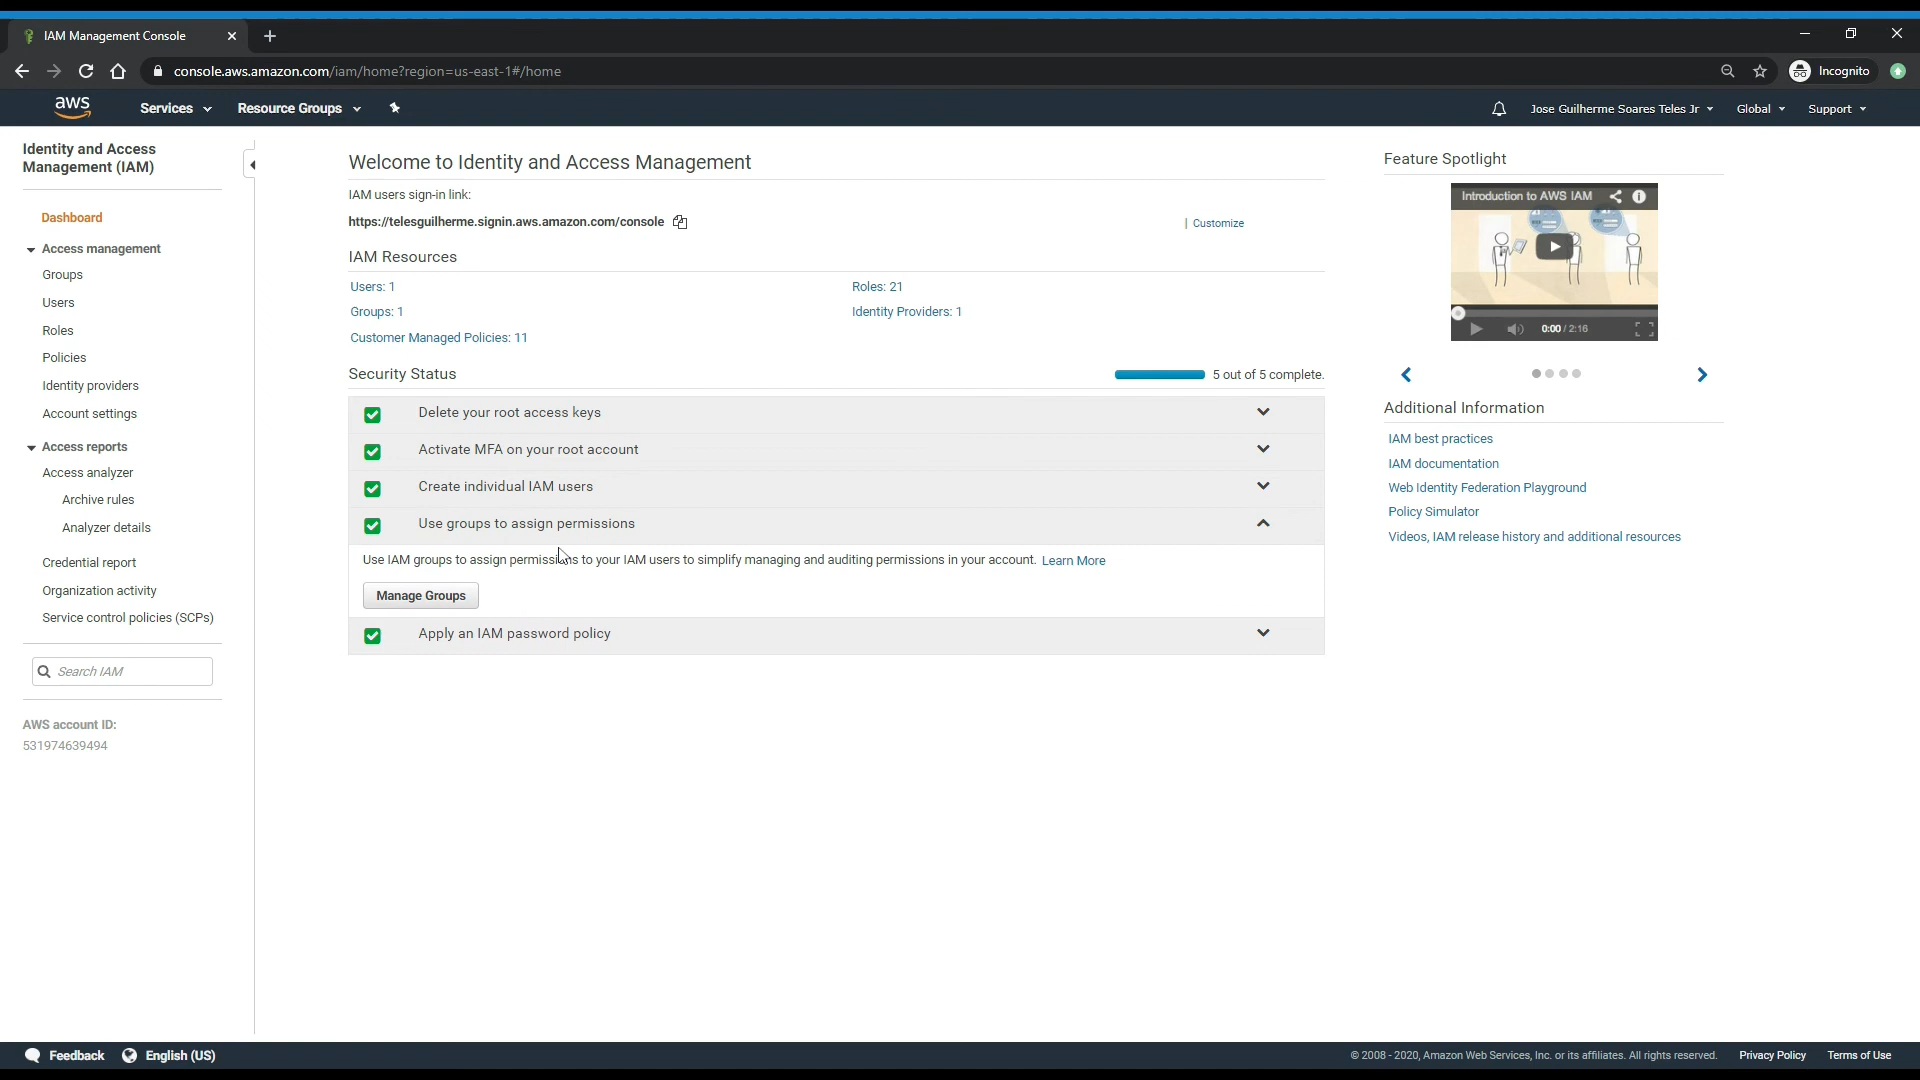 IAM Management Console
console.aws.amazon.com/iam/home?region=us-east-1#/home
Incognito
aws
Services
Resource Groups
Jose Guilherme Soares Teles Jr
Global
Support
Identity and Access
Management (IAM)
Dashboard
Access management
Groups
Users
Roles
Policies
Identity providers
Account settings
Access reports
Access analyzer
Archive rules
Analyzer details
Credential report
Organization activity
Service control policies (SCPs)
Search IAM
AWS account ID:
531974639494
Welcome to Identity and Access Management
IAM users sign-in link:
https://telesguilherme.signin.aws.amazon.com/console
| Customize
IAM Resources
Users: 1
Roles: 21
Groups: 1
Identity Providers: 1
Customer Managed Policies: 11
Security Status
5 out of 5 complete.
Delete your root access keys
Activate MFA on your root account
Create individual IAM users
Use groups to assign permissions
Use IAM groups to assign permissions to your IAM users to simplify managing and auditing permissions in your account. Learn More
Manage Groups
Apply an IAM password policy
Feature Spotlight
Introduction to AWS IAM
0:00 / 2:16
Additional Information
IAM best practices
IAM documentation
Web Identity Federation Playground
Policy Simulator
Videos, IAM release history and additional resources
Feedback
English (US)
© 2008 - 2020, Amazon Web Services, Inc. or its affiliates. All rights reserved.
Privacy Policy
Terms of Use